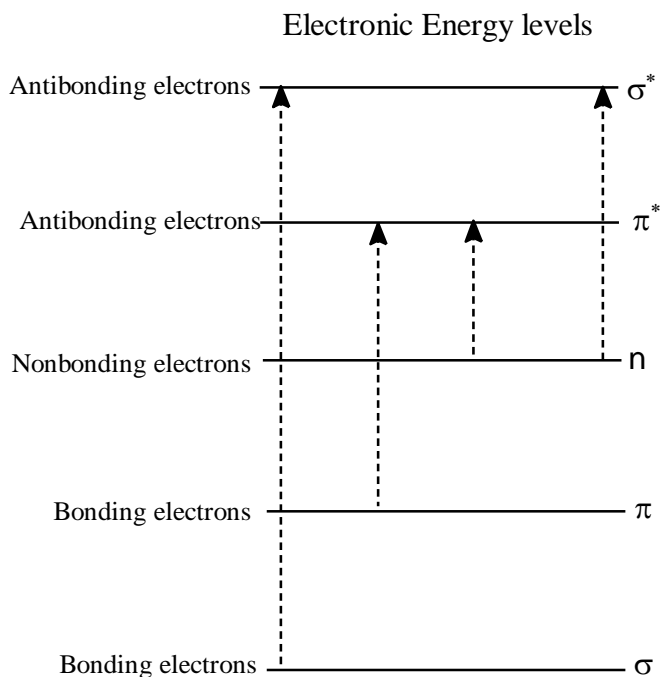 Electronic Energy levels
Antibonding electrons σ*
Antibonding electrons π*
Nonbonding electrons n
Bonding electrons π
Bonding electrons σ